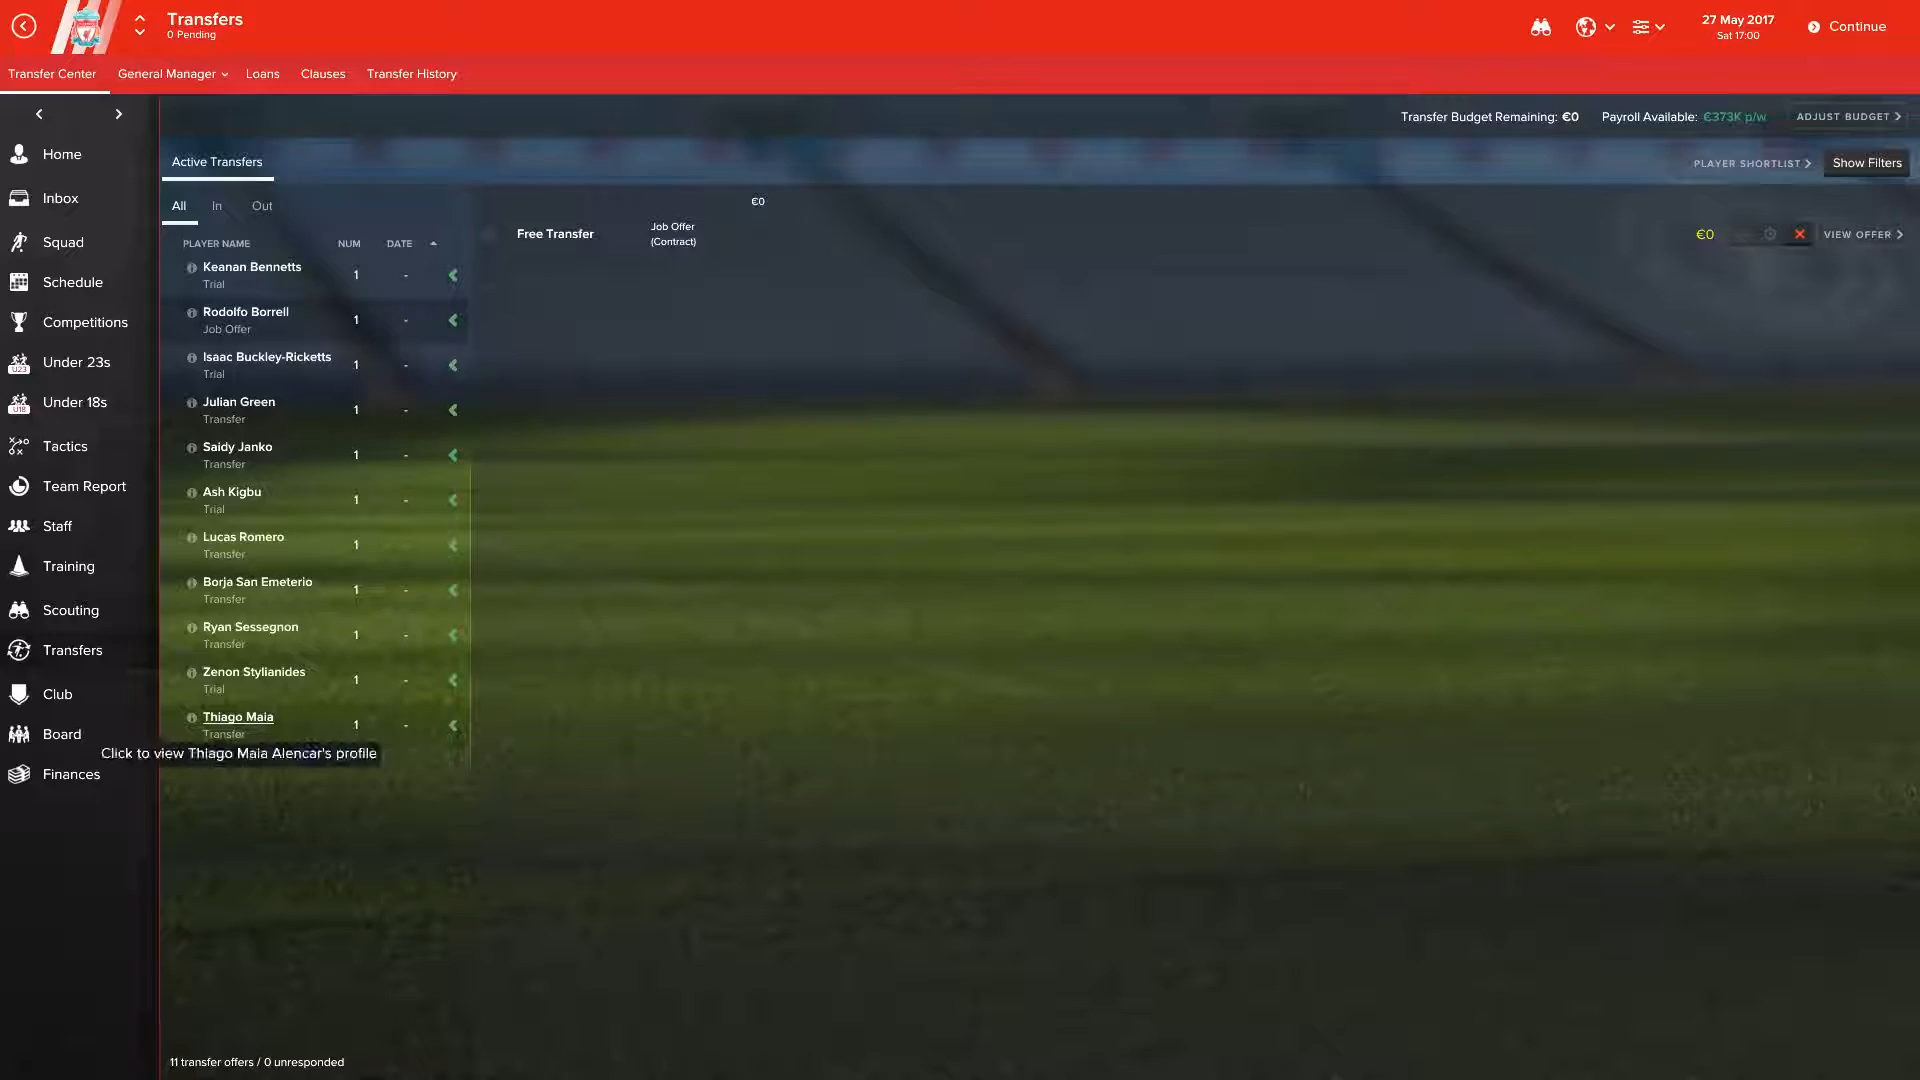 Transfers
0 Pending
27 May 2017
Sat 17:00
Continue
Transfer Center
General Manager
Loans
Clauses
Transfer History
Transfer Budget Remaining: €0
Payroll Available: €373K p/w
ADJUST BUDGET
Home
Inbox
Squad
Schedule
Competitions
U23
Under 23s
U18
Under 18s
Tactics
Team Report
Staff
Training
Scouting
Transfers
Club
Board
Finances
Active Transfers
PLAYER SHORTLIST
Show Filters
All In Out
PLAYER NAME NUM DATE
Keanan Bennetts 1 -
Trial
Rodolfo Borrell 1 -
Job Offer
Isaac Buckley-Ricketts 1 -
Trial
Julian Green 1 -
Transfer
Saidy Janko 1 -
Transfer
Ash Kigbu 1 -
Trial
Lucas Romero 1 -
Transfer
Borja San Emeterio 1 -
Transfer
Ryan Sessegnon 1 -
Transfer
Zenon Stylianides 1 -
Trial
Thiago Maia 1 -
Transfer
Click to view Thiago Maia Alencar's profile
€0
Free Transfer
Job Offer
(Contract)
€0
VIEW OFFER
11 transfer offers / 0 unresponded